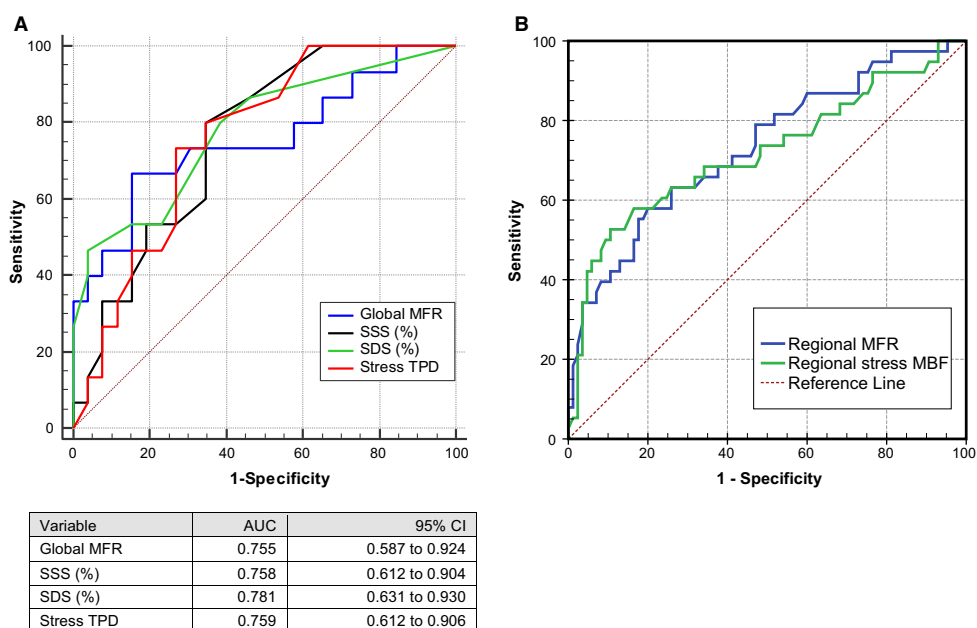 A
100
80
60
40
20
0
Sensitivity
0 20 40 60 80 100
1-Specificity
Global MFR
SSS (%)
SDS (%)
Stress TPD
B
100
80
60
40
20
0
Sensitivity
0 20 40 60 80 100
1 - Specificity
Regional MFR
Regional stress MBF
Reference Line
Variable AUC 95% CI
Global MFR 0.755 0.587 to 0.924
SSS (%) 0.758 0.612 to 0.904
SDS (%) 0.781 0.631 to 0.930
Stress TPD 0.759 0.612 to 0.906